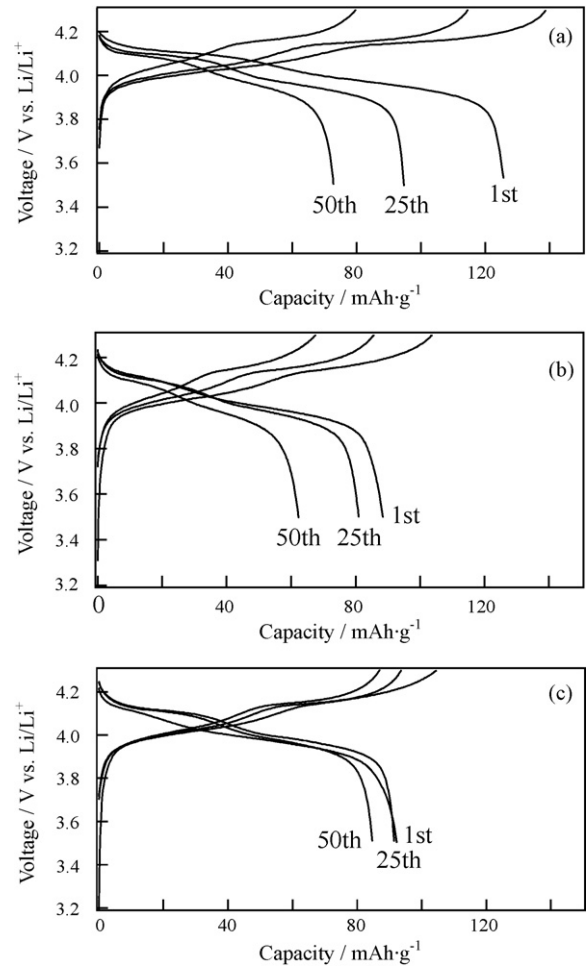 (a)
4.2
4.0
3.8
3.6
3.4
3.2
Voltage / V vs. Li/Li⁺
50th
25th
1st
0 40 80 120
Capacity / mAh·g⁻¹
(b)
4.2
4.0
3.8
3.6
3.4
3.2
Voltage / V vs. Li/Li⁺
50th
25th
1st
0 40 80 120
Capacity / mAh·g⁻¹
(c)
4.2
4.0
3.8
3.6
3.4
3.2
Voltage / V vs. Li/Li⁺
50th
1st
25th
0 40 80 120
Capacity / mAh·g⁻¹